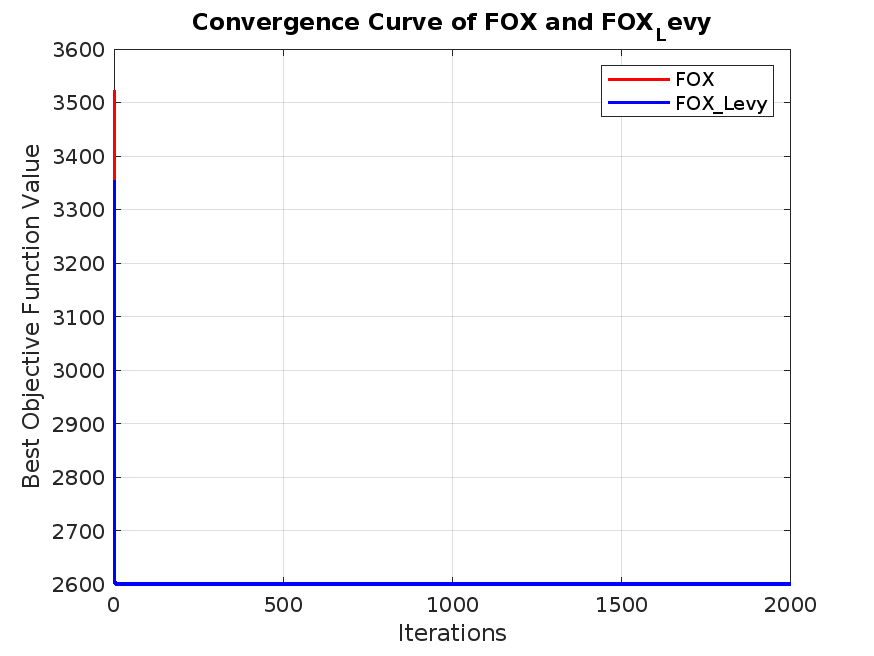 Convergence Curve of FOX and FOX_Levy
3600
3500
3400
3300
3200
3100
3000
2900
2800
2700
2600
0 500 1000 1500 2000
Best Objective Function Value
Iterations
FOX
FOX_Levy